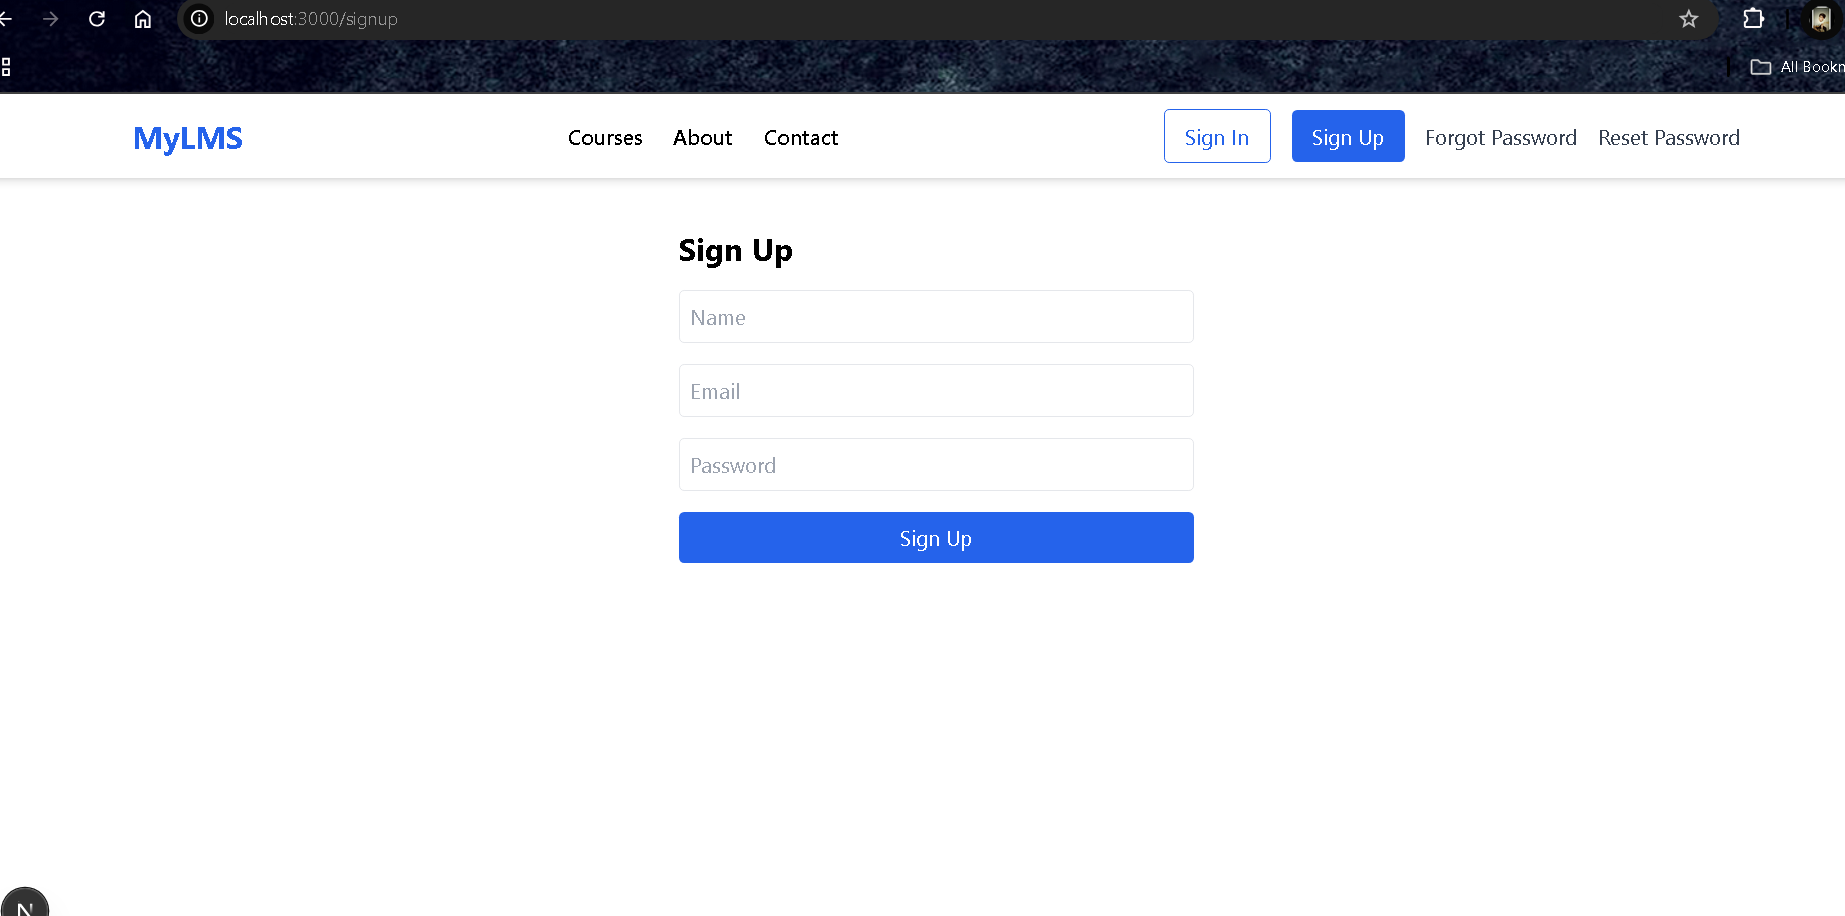 localhost:3000/signup
All Bookm
MyLMS
Courses About Contact
Sign In Sign Up Forgot Password Reset Password
Sign Up
Name
Email
Password
Sign Up
N